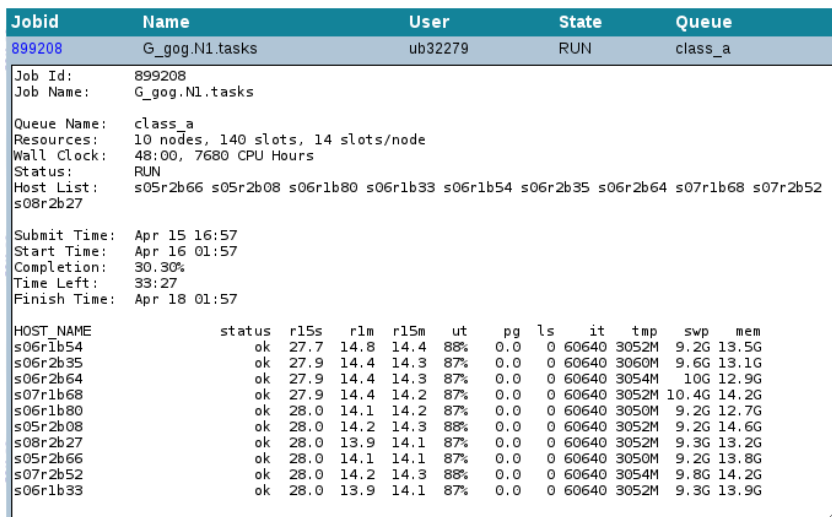 Jobid Name User State Queue
899208 G_gog.N1.tasks ub32279 RUN class_a
Job Id: 899208
Job Name: G_gog.N1.tasks
Queue Name: class_a
Resources: 10 nodes, 140 slots, 14 slots/node
Wall Clock: 48:00, 7680 CPU Hours
Status: RUN
Host List: s05r2b66 s05r2b08 s06r1b80 s06r1b33 s06r1b54 s06r2b35 s06r2b64 s07r1b68 s07r2b52
s08r2b27
Submit Time: Apr 15 16:57
Start Time: Apr 16 01:57
Completion: 30.30%
Time Left: 33:27
Finish Time: Apr 18 01:57
HOST_NAME status r15s r1m r15m ut pg ls it tmp swp mem
s06r1b54 ok 27.7 14.8 14.4 88% 0.0 0 60640 3052M 9.2G 13.5G
s06r2b35 ok 27.9 14.4 14.3 87% 0.0 0 60640 3060M 9.6G 13.1G
s06r2b64 ok 27.9 14.4 14.3 87% 0.0 0 60640 3054M 10G 12.9G
s07r1b68 ok 27.9 14.4 14.2 87% 0.0 0 60640 3052M 10.4G 14.2G
s06r1b80 ok 28.0 14.1 14.2 87% 0.0 0 60640 3050M 9.2G 12.7G
s05r2b08 ok 28.0 14.2 14.3 88% 0.0 0 60640 3052M 9.2G 14.6G
s08r2b27 ok 28.0 13.9 14.1 87% 0.0 0 60640 3052M 9.3G 13.2G
s05r2b66 ok 28.0 14.1 14.1 87% 0.0 0 60640 3050M 9.2G 13.8G
s07r2b52 ok 28.0 14.2 14.3 88% 0.0 0 60640 3054M 9.8G 14.2G
s06r1b33 ok 28.0 13.9 14.1 87% 0.0 0 60640 3052M 9.3G 13.9G